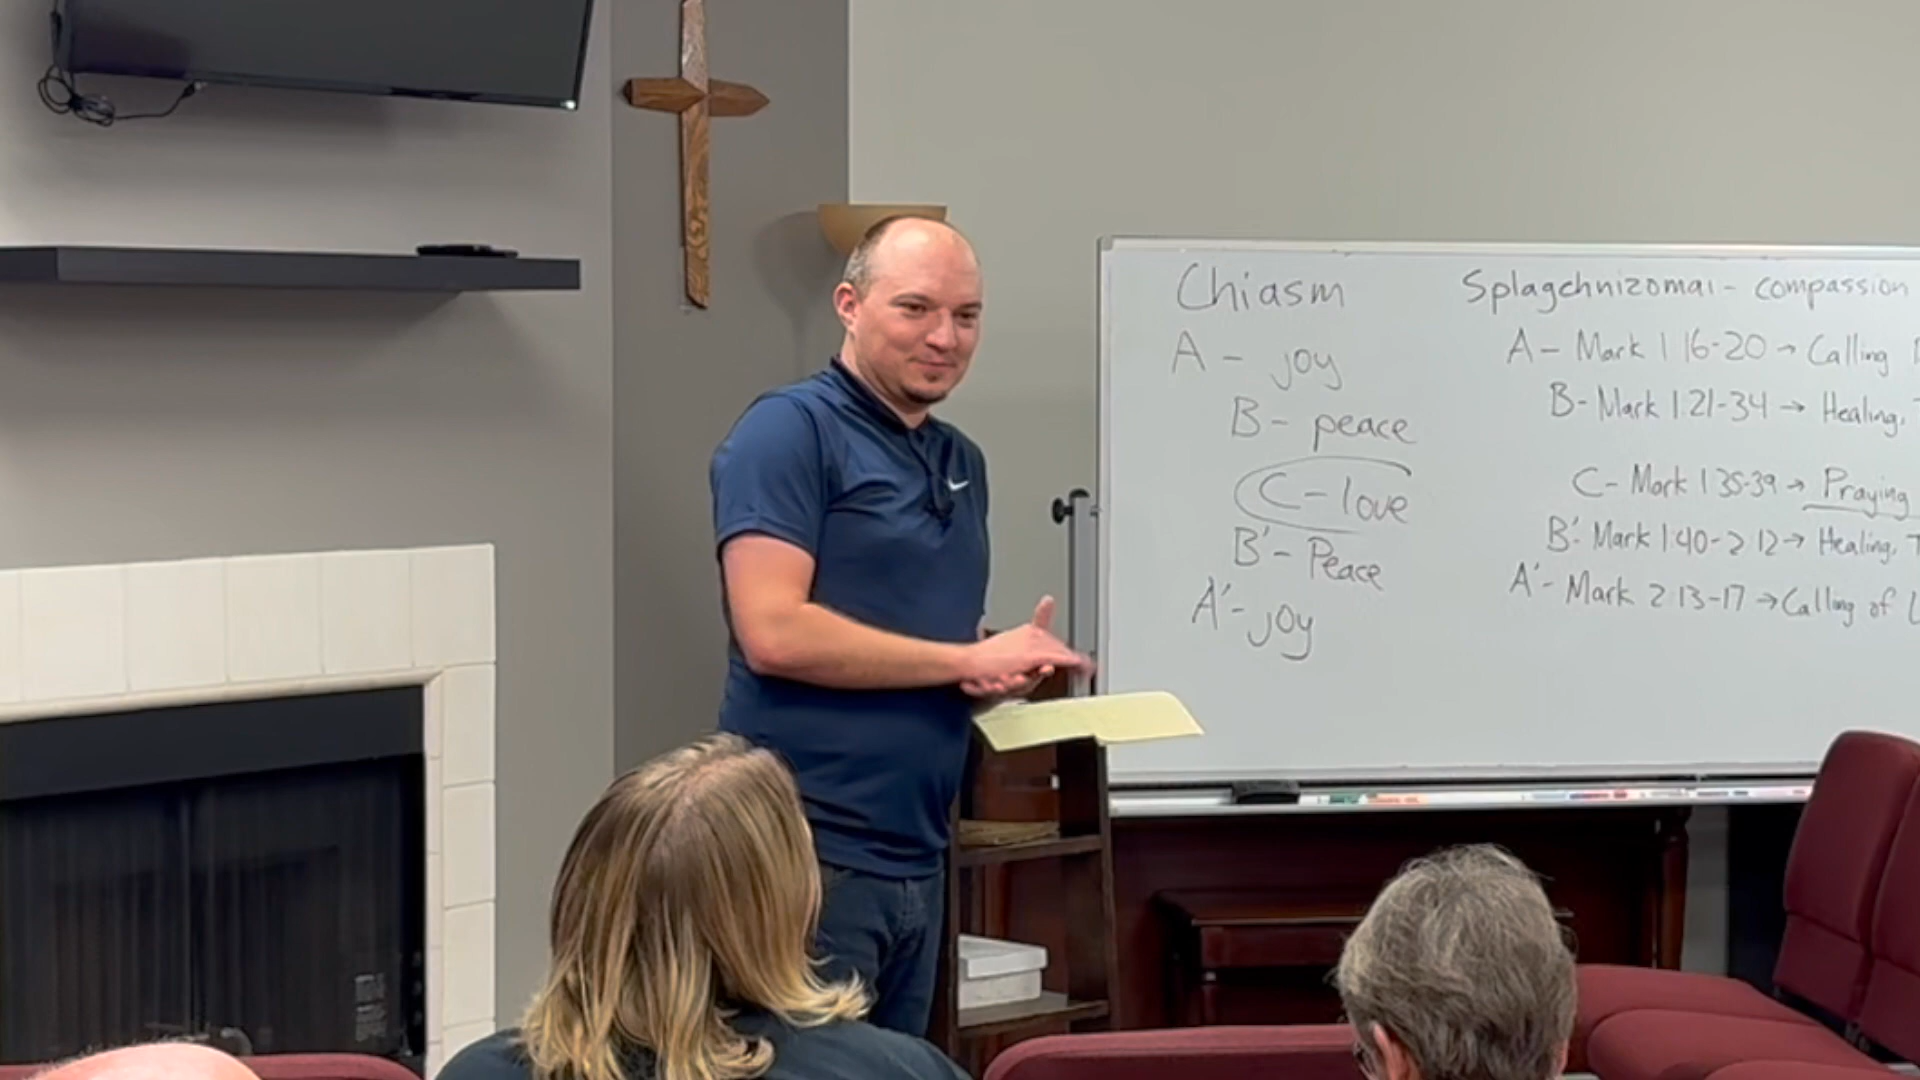 Chiasm
A - joy
B - peace
C - love
B' - Peace
A' - joy
Splagchnizomai - compassion
A - Mark 1 16-20 → Calling
B - Mark 1:21-34 → Healing,
C - Mark 1 35-39 → Praying
B' Mark 1:40-2 12 → Healing,
A' - Mark 2 13-17 → Calling of